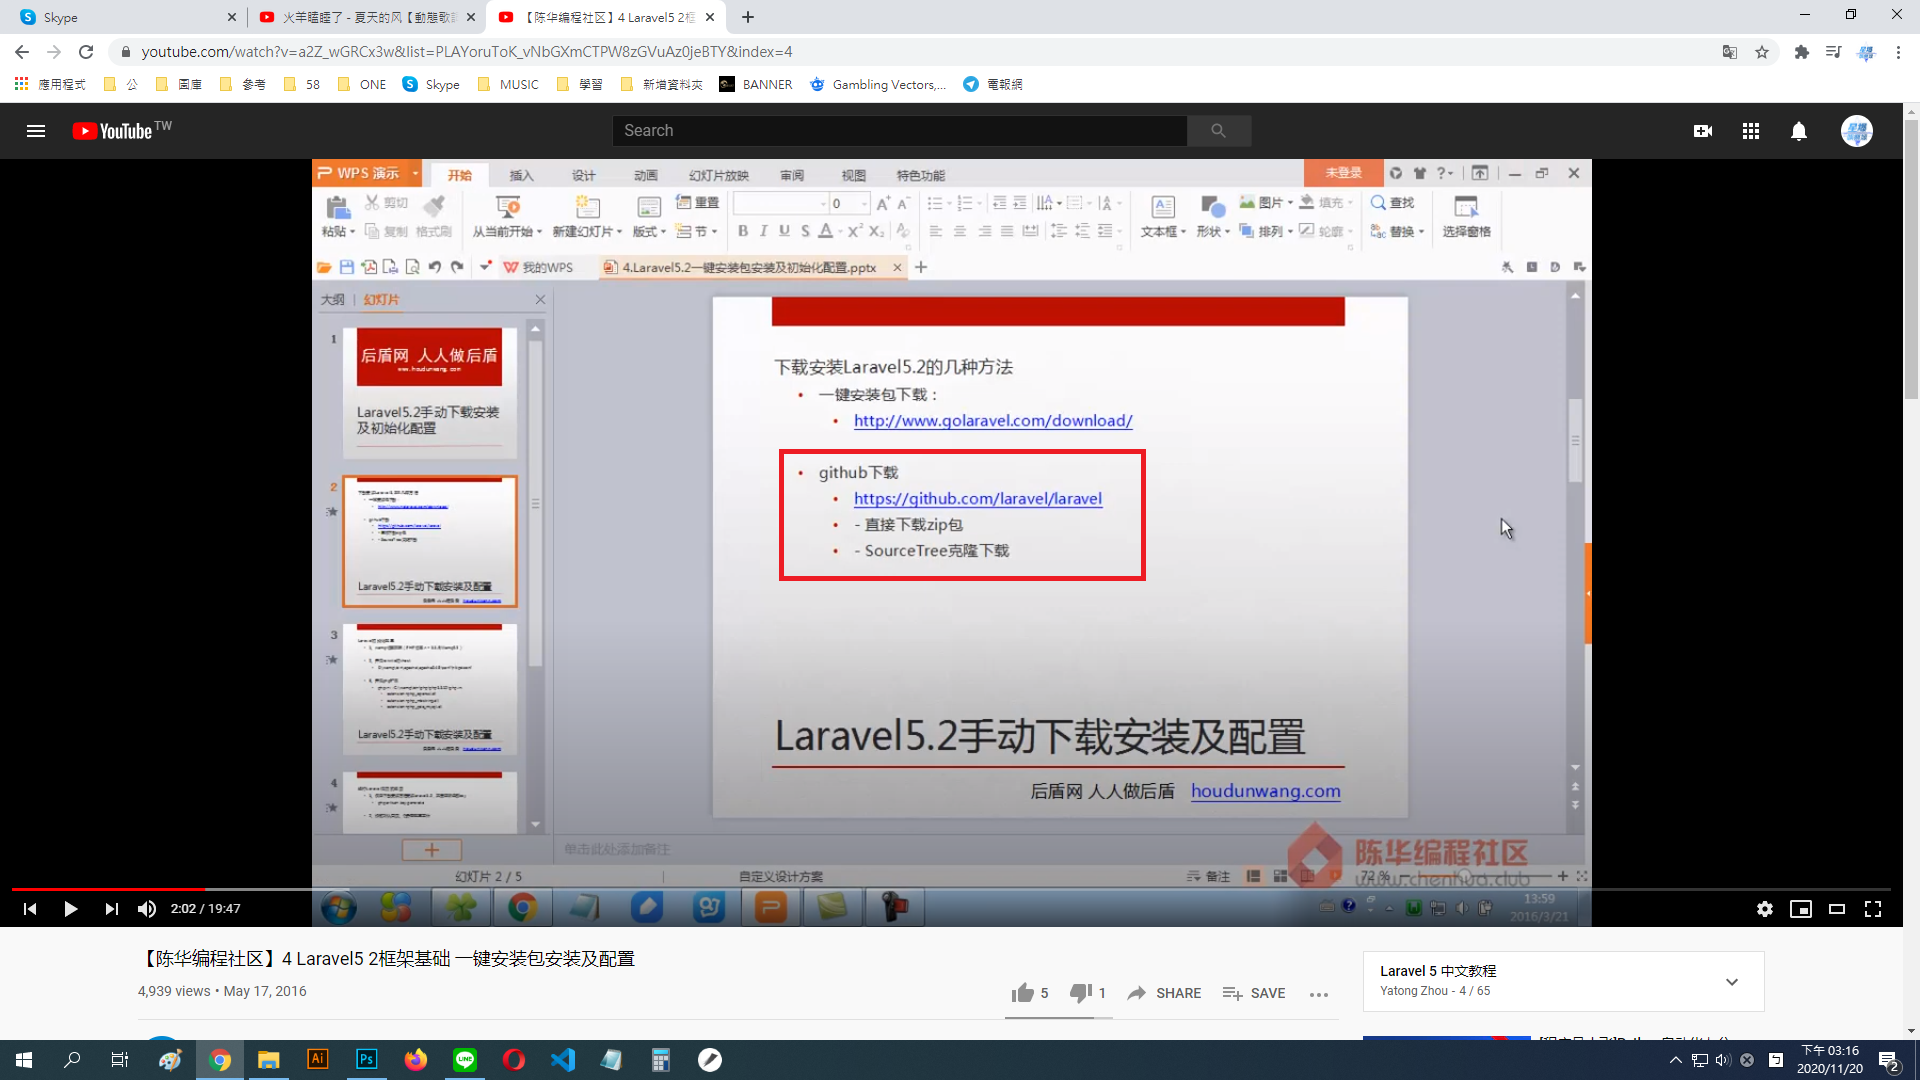 Skype
火羊瞌睡了 - 夏天的风【動態歌
【陈华编程社区】4 Laravel5 2框
youtube.com/watch?v=a2Z_wGRCx3w&list=PLAYoruToK_vNbGXmCTPW8zGVuAz0jeBTY&index=4
應用程式 公 圖庫 參考 58 ONE Skype MUSIC 學習 新增資料夾 BANNER Gambling Vectors,... 電報網
YouTube TW
Search
WPS 演示 开始 插入 设计 动画 幻灯片放映 审阅 视图 特色功能 未登录
剪切 重置 0 图片 填充 查找
粘贴 复制 格式刷 从当前开始 新建幻灯片 版式 节 B I U S A X² X₂ 文本框 形状 排列 轮廓 替换 选择窗格
我的WPS 4.Laravel5.2一键安装包安装及初始化配置.pptx
大纲 幻灯片
1
后盾网 人人做后盾
www.houdunwang.com
Laravel5.2手动下载安装
及初始化配置
2
Laravel5.2手动下载安装及配置
3
Laravel5.2手动下载安装及配置
4
下载安装Laravel5.2的几种方法
• 一键安装包下载：
• http://www.golaravel.com/download/
• github下载
• https://github.com/laravel/laravel
• - 直接下载zip包
• - SourceTree克隆下载
Laravel5.2手动下载安装及配置
后盾网 人人做后盾 houdunwang.com
单击此处添加备注
陈华编程社区
www.chenhua.club
幻灯片 2 / 5 自定义设计方案 备注 72 %
13:59
2016/3/21
2:02 / 19:47
【陈华编程社区】4 Laravel5 2框架基础 一键安装包安装及配置
4,939 views • May 17, 2016
5 1 SHARE SAVE
Laravel 5 中文教程
Yatong Zhou - 4 / 65
Ai Ps LINE
下午 03:16
2020/11/20
2